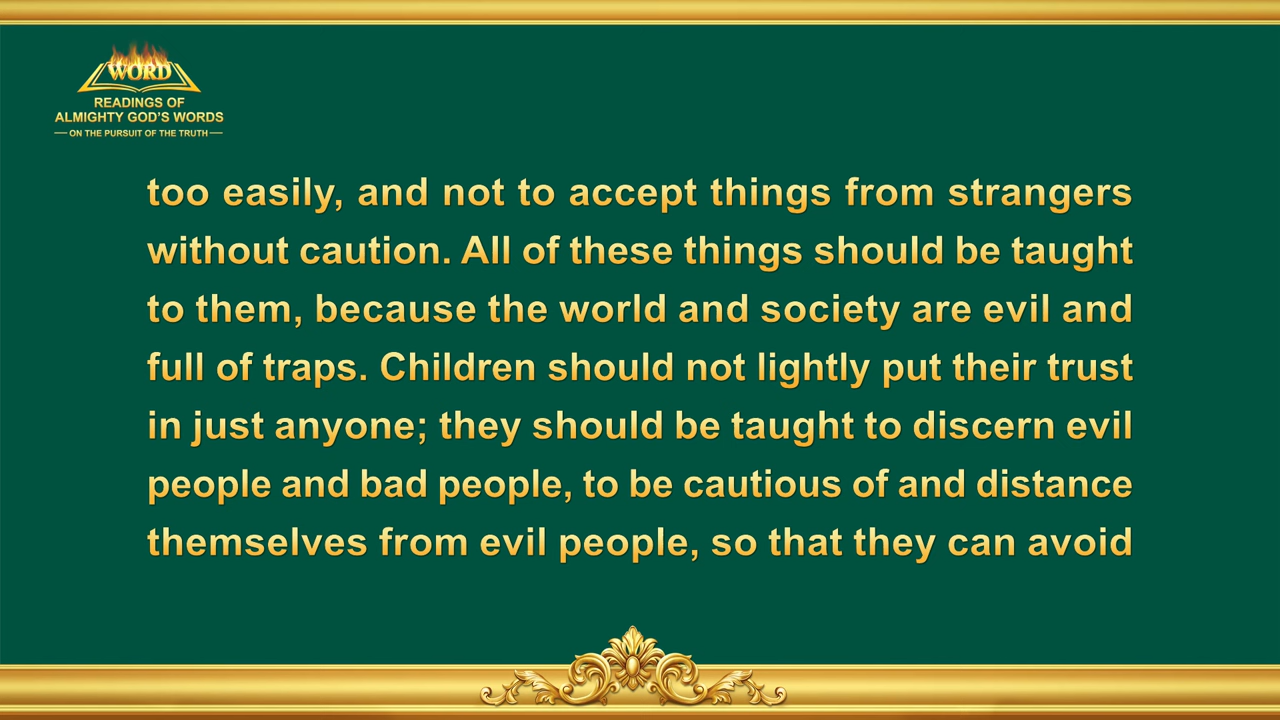 WORD
READINGS OF
ALMIGHTY GOD'S WORDS
ON THE PURSUIT OF THE TRUTH
too easily, and not to accept things from strangers
without caution. All of these things should be taught
to them, because the world and society are evil and
full of traps. Children should not lightly put their trust
in just anyone; they should be taught to discern evil
people and bad people, to be cautious of and distance
themselves from evil people, so that they can avoid